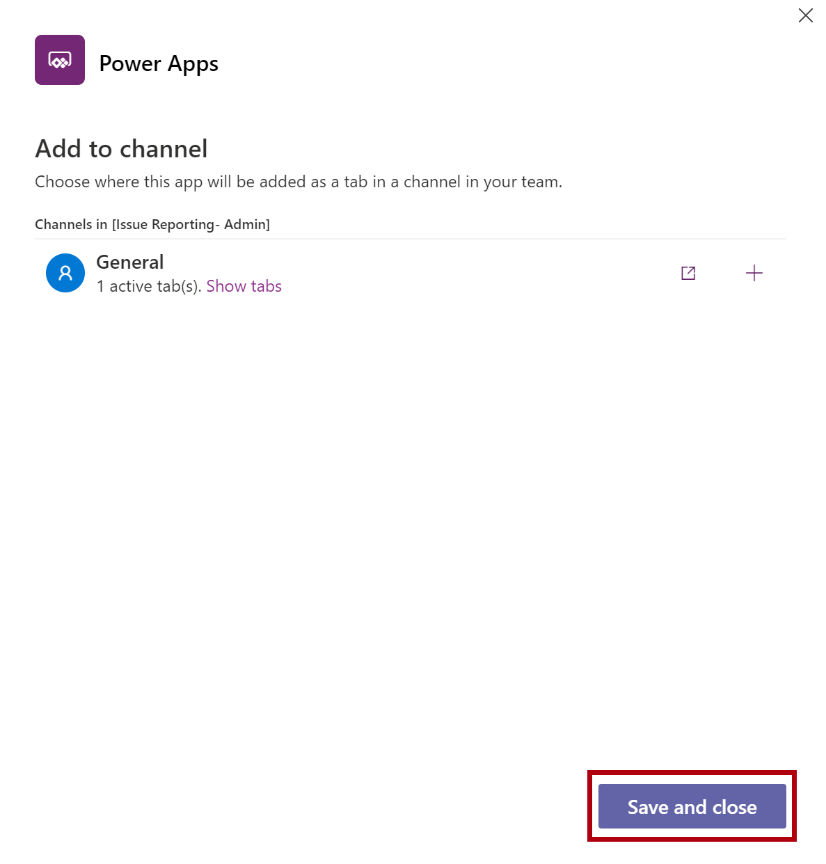 Power Apps
Add to channel
Choose where this app will be added as a tab in a channel in your team.
Channels in [Issue Reporting- Admin]
General
1 active tab(s). Show tabs
Save and close